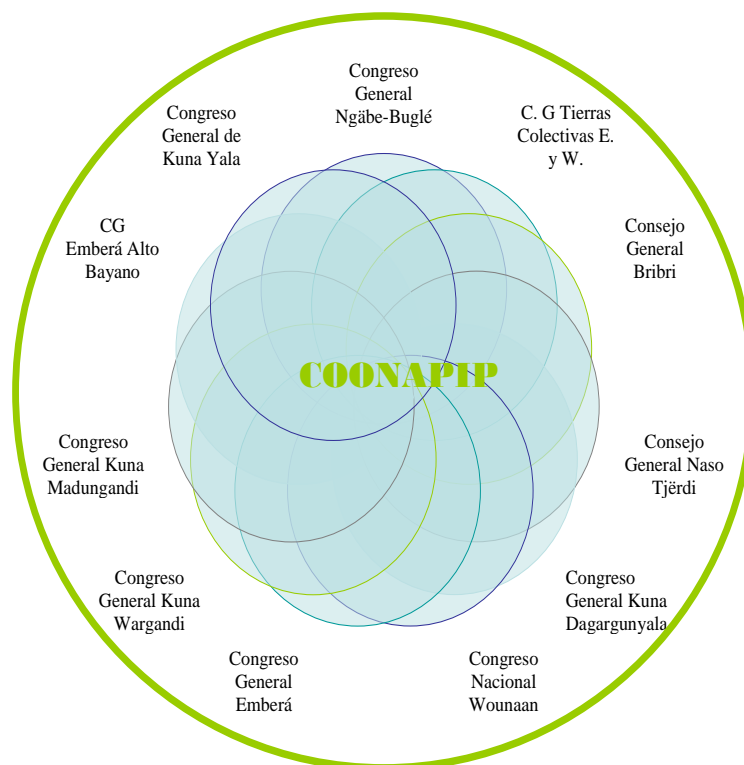 Congreso
General
Ngäbe-Buglé
C. G Tierras
Colectivas E.
y W.
Consejo
General
Bribri
Consejo
General Naso
Tjërdi
Congreso
General Kuna
Dagargunyala
Congreso
Nacional
Wounaan
Congreso
General
Emberá
Congreso
General Kuna
Wargandi
Congreso
General Kuna
Madungandi
CG
Emberá Alto
Bayano
Congreso
General de
Kuna Yala
COONAPIP